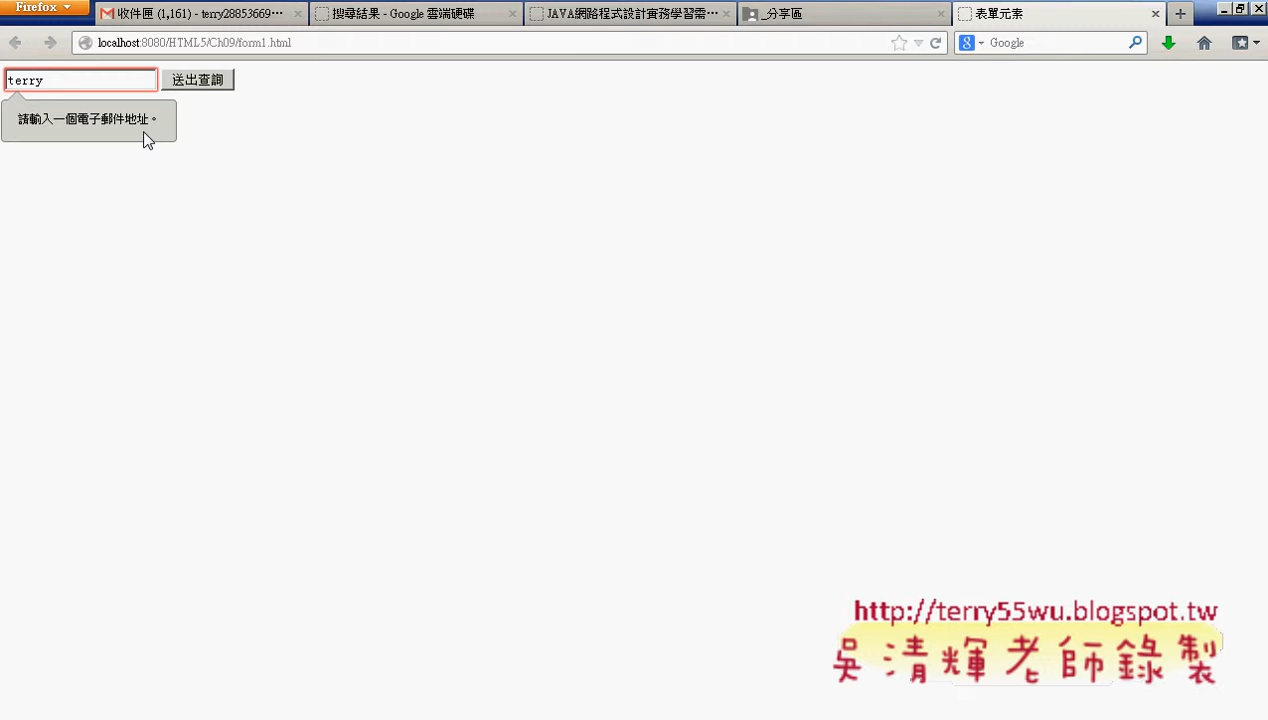 Firefox
收件匣 (1,161) - terry28853669···
搜尋結果 - Google 雲端硬碟
JAVA網路程式設計實務學習需···
_分享區
表單元素
localhost:8080/HTML5/Ch09/form1.html
Google
terry
送出查詢
請輸入一個電子郵件地址。
http://terry55wu.blogspot.tw
吳清輝老師錄製